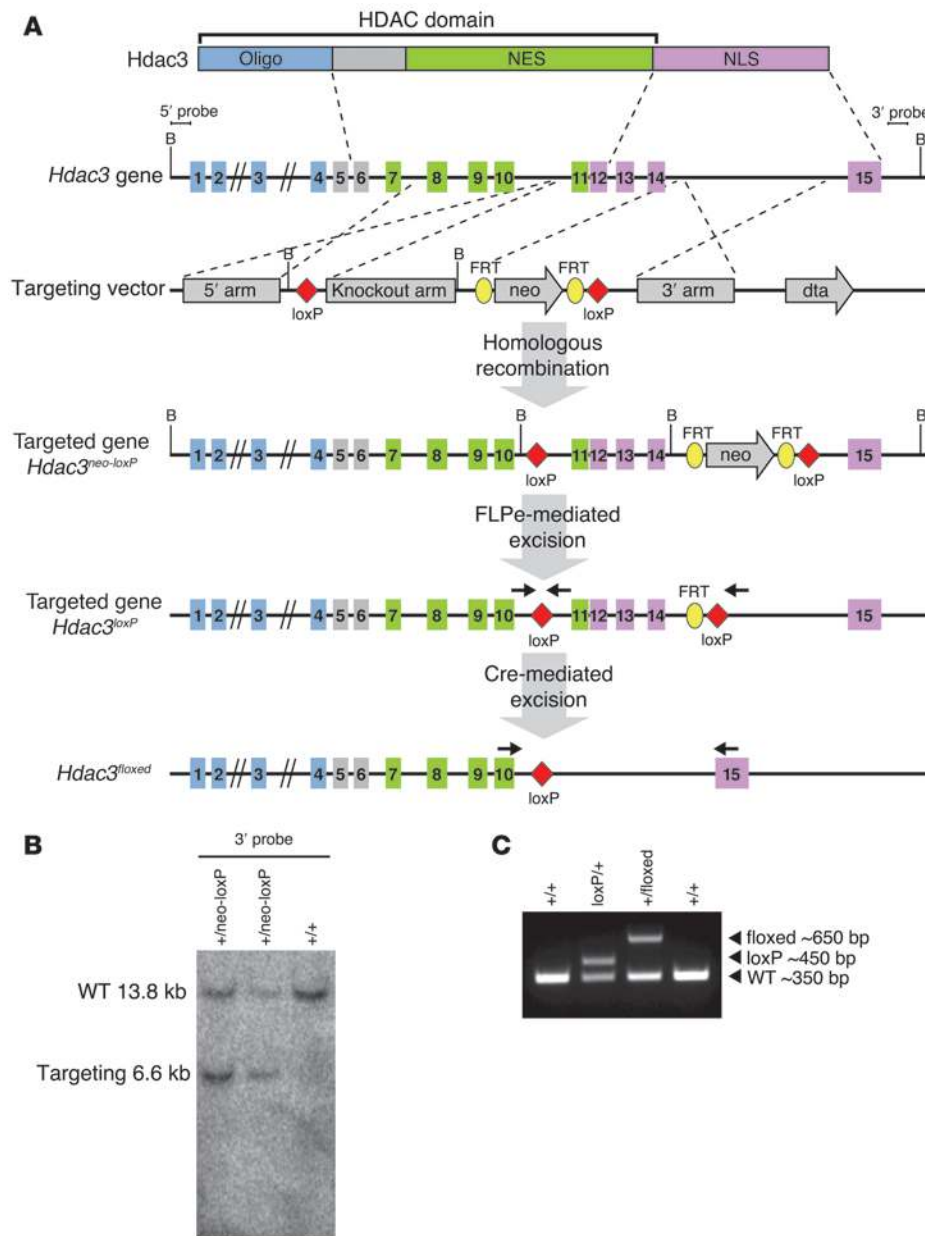 A
HDAC domain
Hdac3 Oligo NES NLS
5′ probe 3′ probe
B B
Hdac3 gene 1 2 3 4 5 6 7 8 9 10 11 12 13 14 15
B B FRT FRT
Targeting vector 5′ arm Knockout arm neo 3′ arm dta
loxP loxP
Homologous
recombination
B B B B
FRT FRT
Targeted gene
Hdac3neo-loxP 1 2 3 4 5 6 7 8 9 10 11 12 13 14 neo 15
loxP loxP
FLPe-mediated
excision
Targeted gene FRT
Hdac3loxP 1 2 3 4 5 6 7 8 9 10 11 12 13 14 15
loxP loxP
Cre-mediated
excision
Hdac3floxed 1 2 3 4 5 6 7 8 9 10 15
loxP
B
3′ probe
+/neo-loxP +/neo-loxP +/+
WT 13.8 kb
Targeting 6.6 kb
C
+/+ loxP/+ +/floxed +/+
floxed ~650 bp
loxP ~450 bp
WT ~350 bp